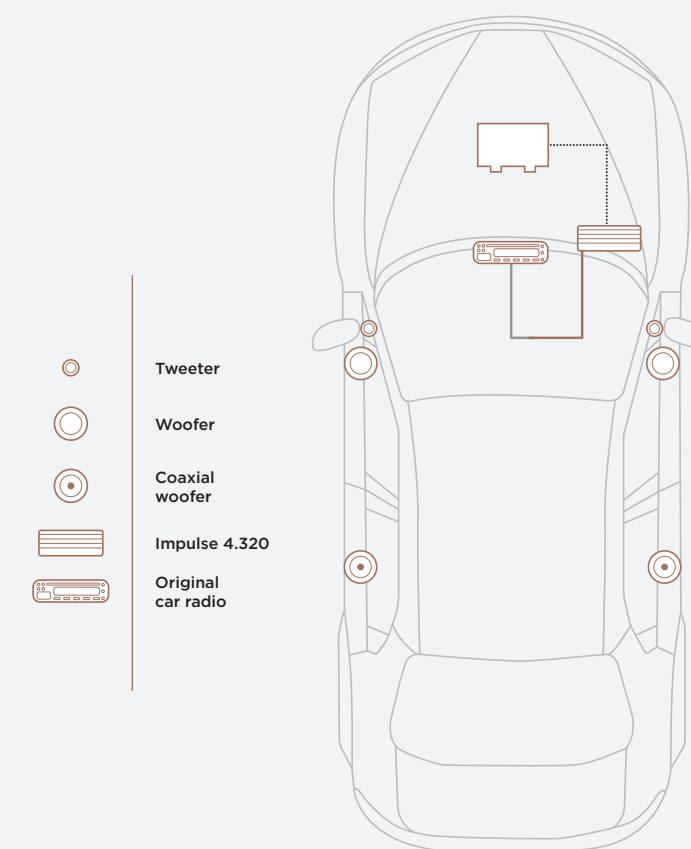 Tweeter
Woofer
Coaxial
woofer
Impulse 4.320
Original
car radio